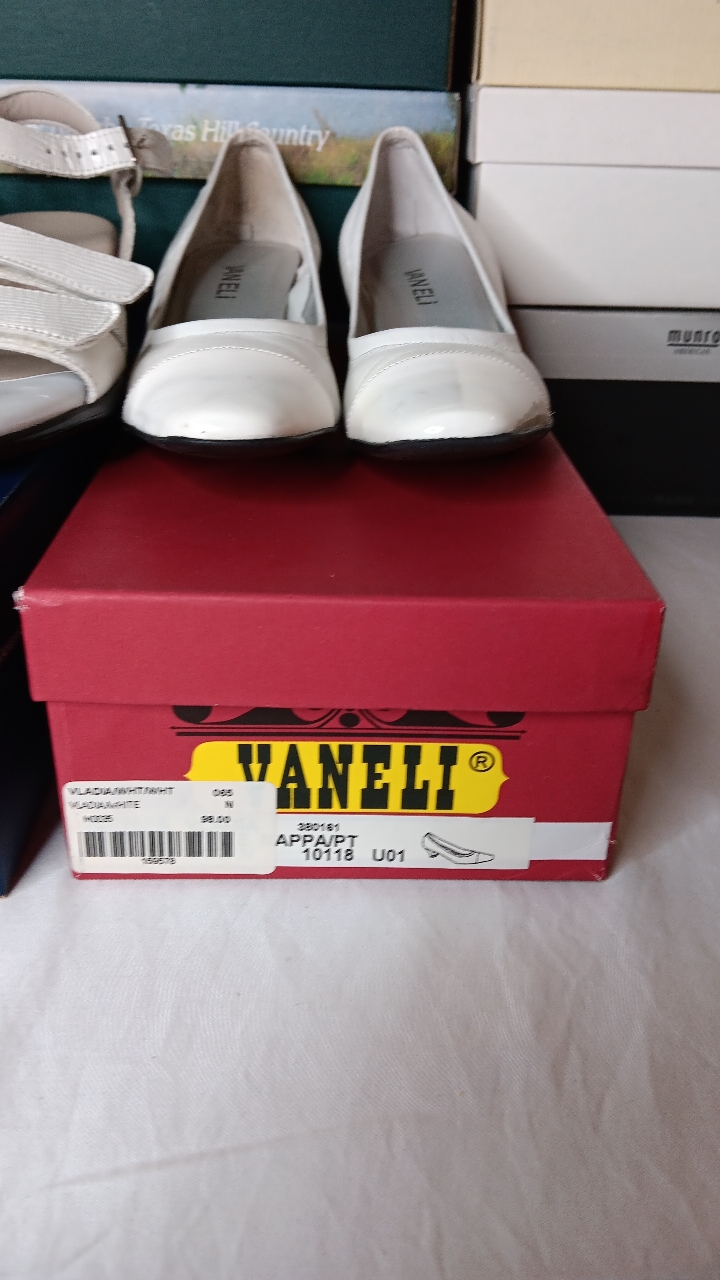 Texas Hill Country
VANELI
VANELI
munro
VANELI®
VLADIA/WHT/WHT 065
VLADIA/WHITE N
98.00
159578
380161
APPA/PT
10118 U01